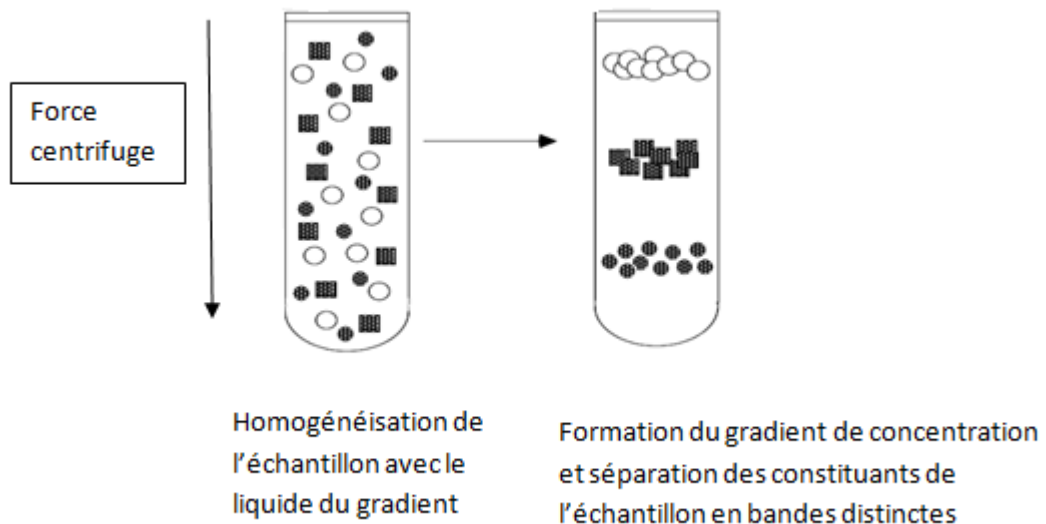 Force
centrifuge
Homogénéisation de
l'échantillon avec le
liquide du gradient
Formation du gradient de concentration
et séparation des constituants de
l'échantillon en bandes distinctes